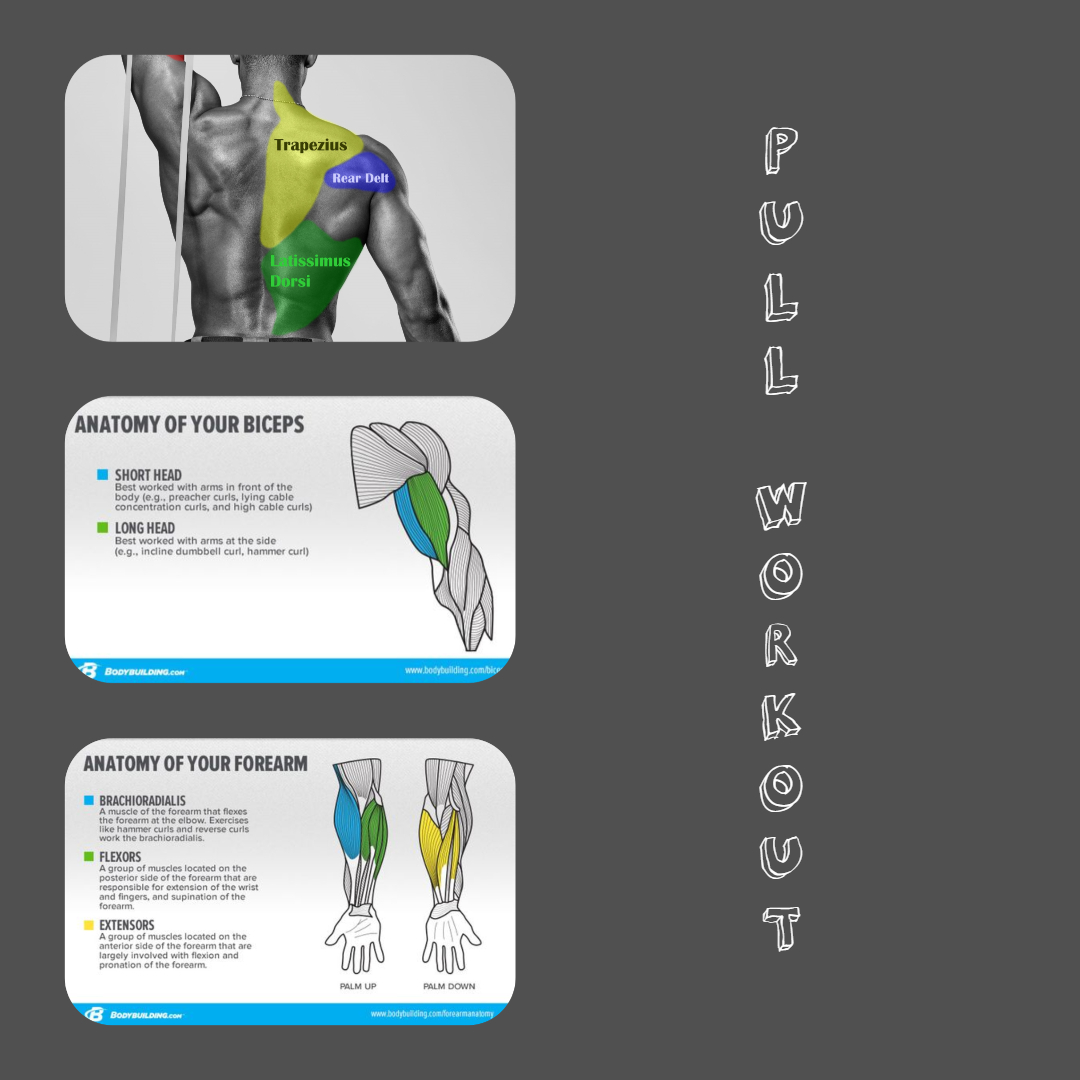 Trapezius
Rear Delt
Latissimus
Dorsi
ANATOMY OF YOUR BICEPS
SHORT HEAD
Best worked with arms in front of the
body (e.g., preacher curls, lying cable
concentration curls, and high cable curls)
LONG HEAD
Best worked with arms at the side
(e.g., incline dumbbell curl, hammer curl)
B BODYBUILDING.com
www.bodybuilding.com/bice
ANATOMY OF YOUR FOREARM
BRACHIORADIALIS
A muscle of the forearm that flexes
the forearm at the elbow. Exercises
like hammer curls and reverse curls
work the brachioradialis.
FLEXORS
A group of muscles located on the
posterior side of the forearm that are
responsible for extension of the wrist
and fingers, and supination of the
forearm.
EXTENSORS
A group of muscles located on the
anterior side of the forearm that are
largely involved with flexion and
pronation of the forearm.
PALM UP
PALM DOWN
B BODYBUILDING.com
www.bodybuilding.com/forearmanatomy
PULL WORKOUT